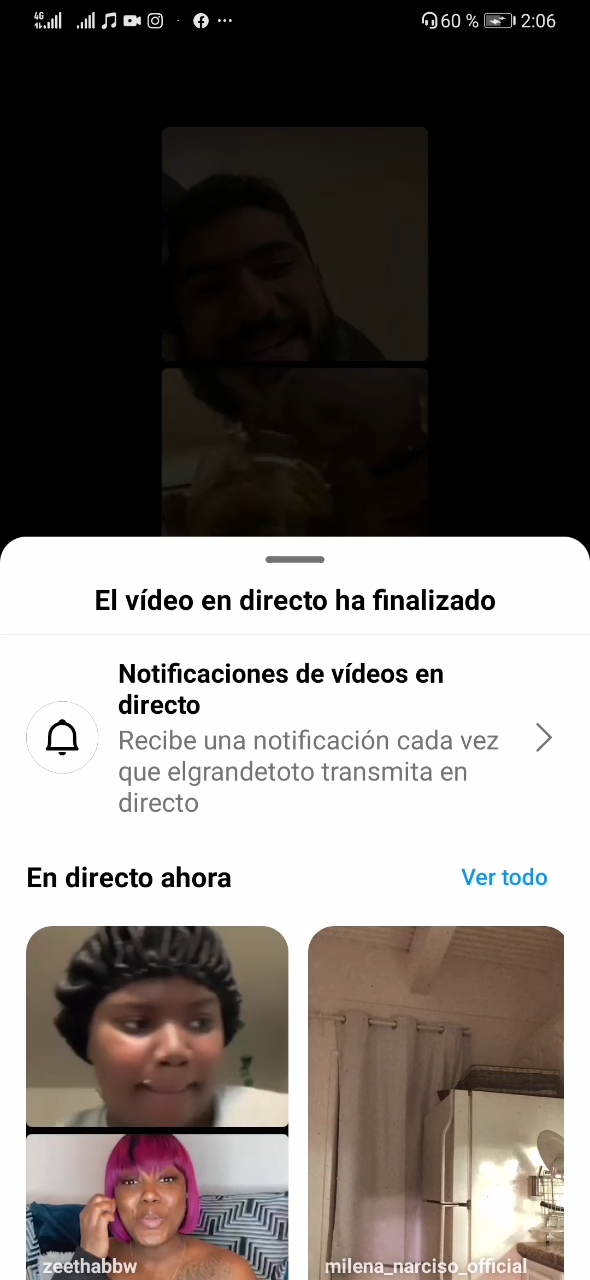 4G
60 % 2:06
El vídeo en directo ha finalizado
Notificaciones de vídeos en
directo
Recibe una notificación cada vez
que elgrandetoto transmita en
directo
En directo ahora
Ver todo
zeethabbw
milena_narciso_official